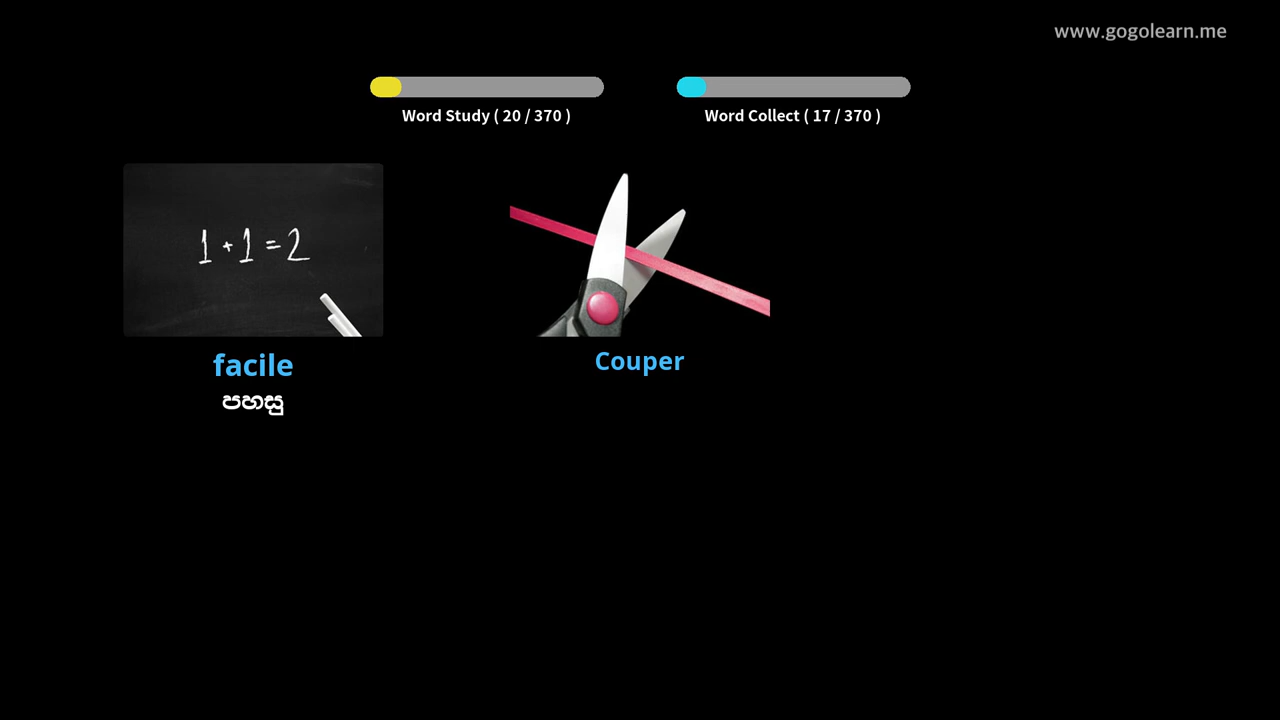 www.gogolearn.me
Word Study ( 20 / 370 )
Word Collect ( 17 / 370 )
1 + 1 = 2
facile
පහසු
Couper